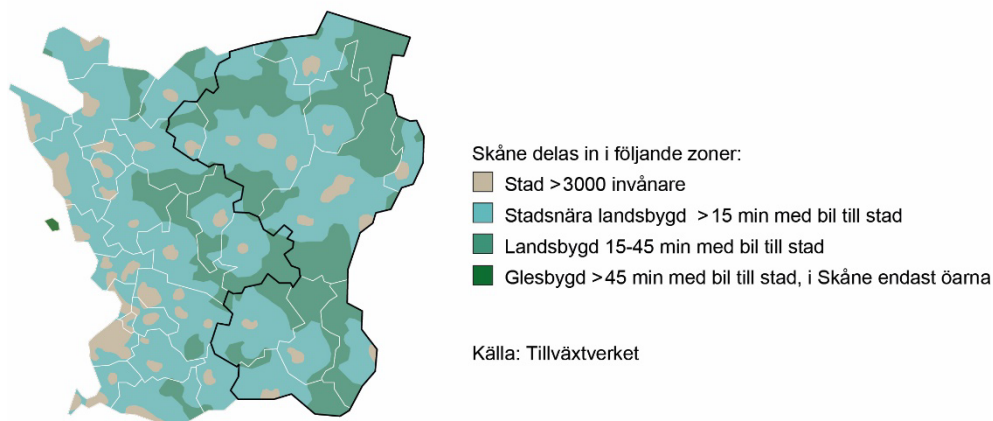 Skåne delas in i följande zoner:
Stad >3000 invånare
Stadsnära landsbygd >15 min med bil till stad
Landsbygd 15-45 min med bil till stad
Glesbygd >45 min med bil till stad, i Skåne endast öarna
Källa: Tillväxtverket